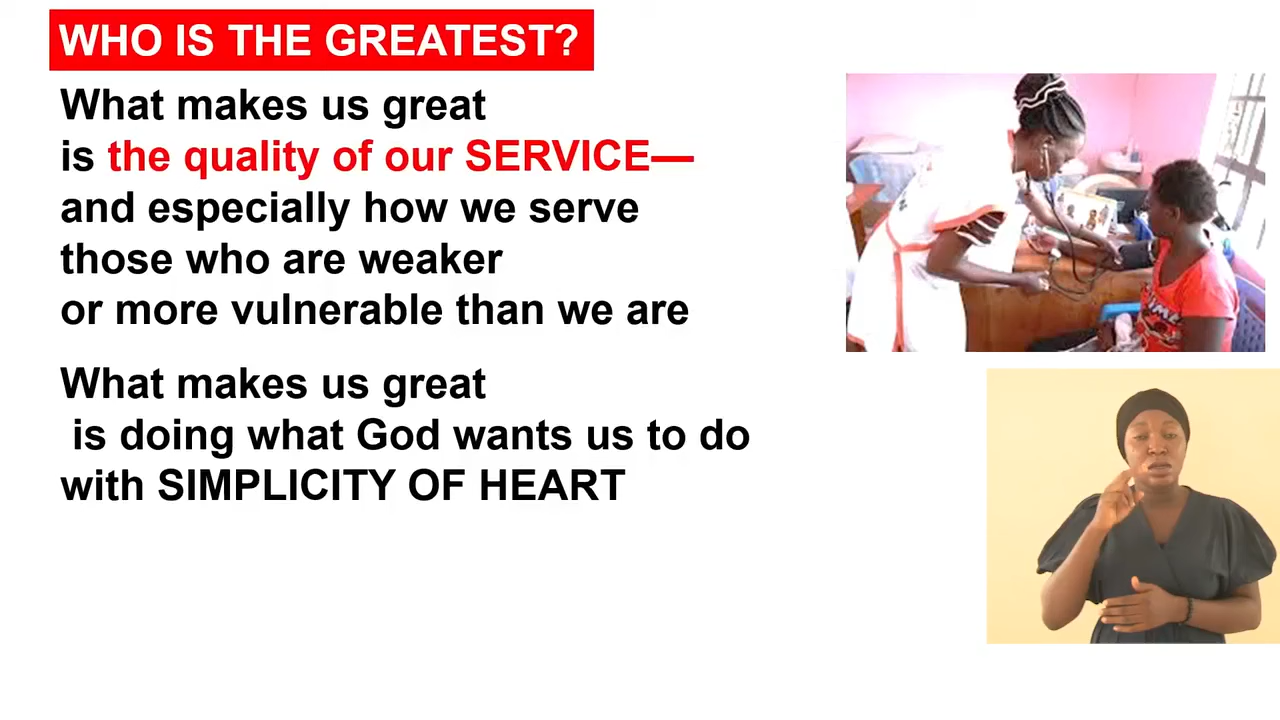 WHO IS THE GREATEST?
What makes us great
is the quality of our SERVICE—
and especially how we serve
those who are weaker
or more vulnerable than we are
What makes us great
is doing what God wants us to do
with SIMPLICITY OF HEART